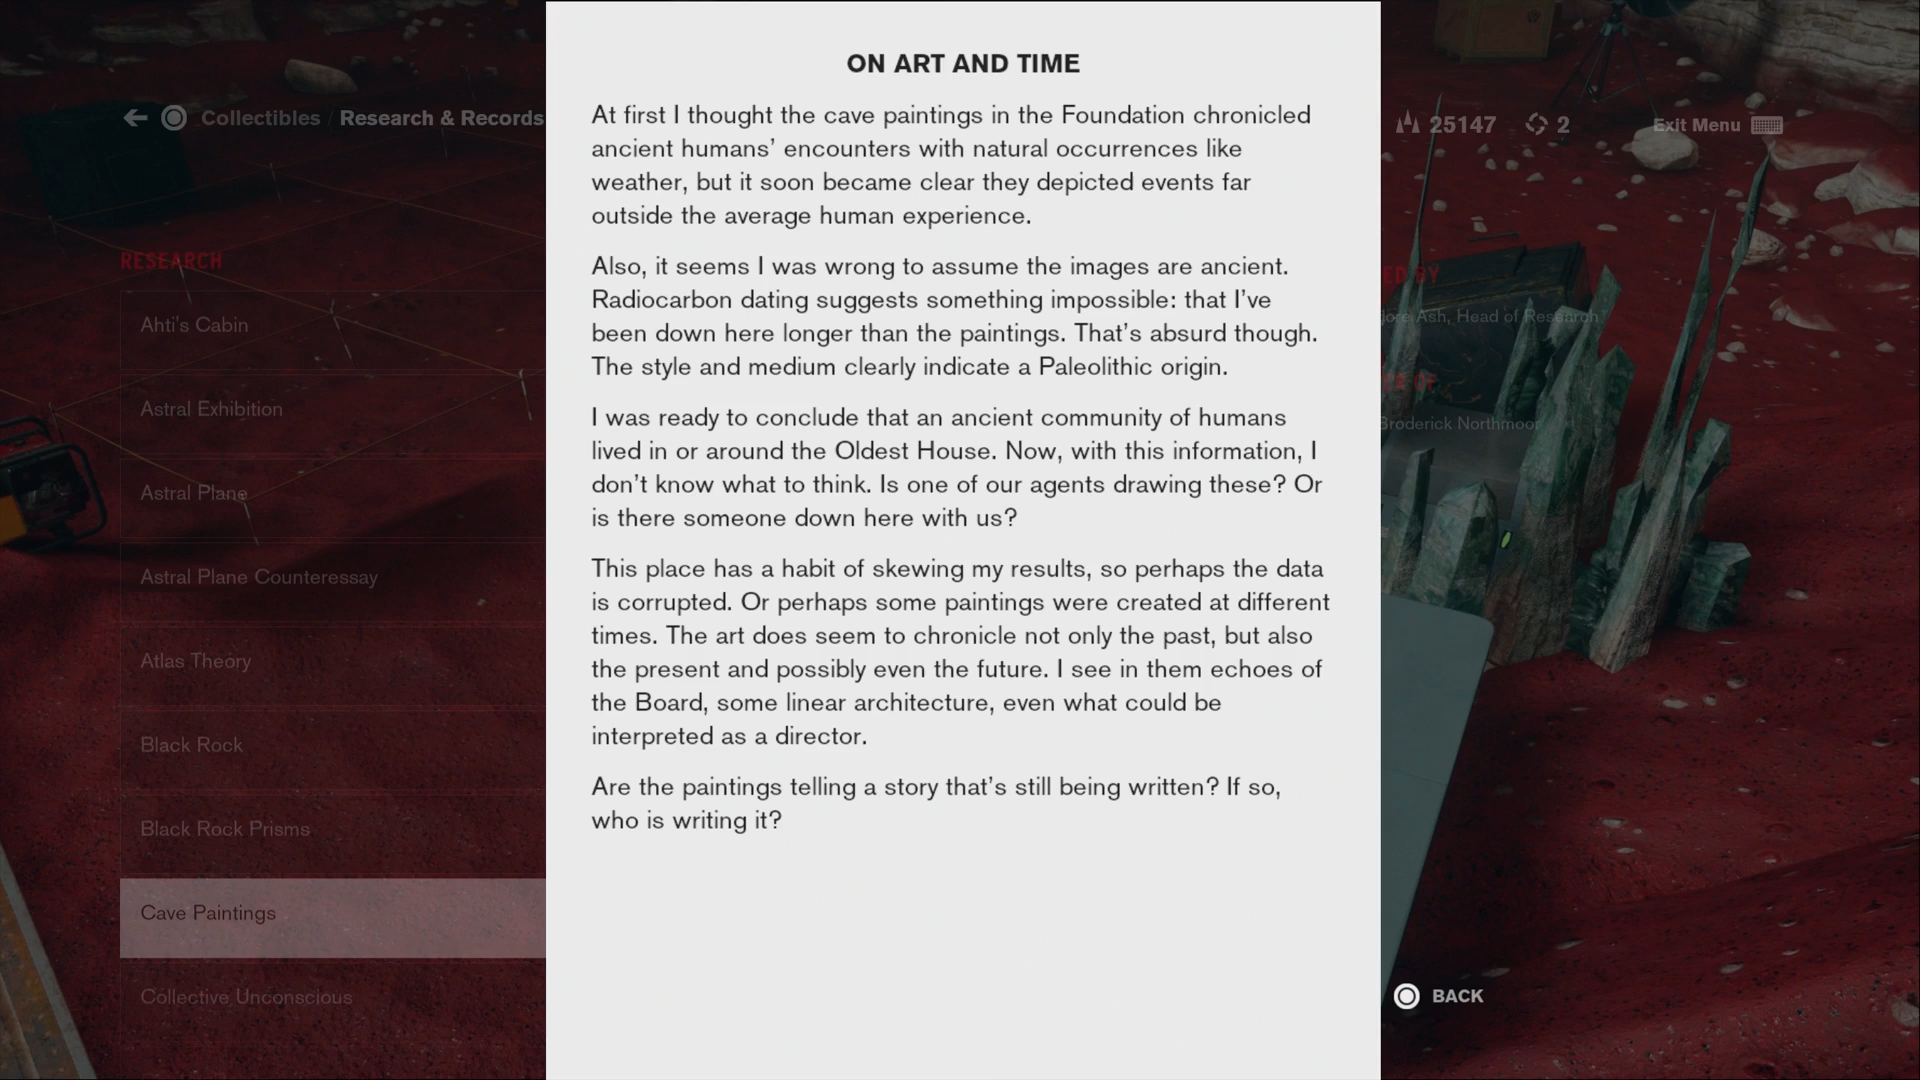 ON ART AND TIME
At first I thought the cave paintings in the Foundation chronicled
ancient humans’ encounters with natural occurrences like
weather, but it soon became clear they depicted events far
outside the average human experience.
Also, it seems I was wrong to assume the images are ancient.
Radiocarbon dating suggests something impossible: that I’ve
been down here longer than the paintings. That’s absurd though.
The style and medium clearly indicate a Paleolithic origin.
I was ready to conclude that an ancient community of humans
lived in or around the Oldest House. Now, with this information, I
don’t know what to think. Is one of our agents drawing these? Or
is there someone down here with us?
This place has a habit of skewing my results, so perhaps the data
is corrupted. Or perhaps some paintings were created at different
times. The art does seem to chronicle not only the past, but also
the present and possibly even the future. I see in them echoes of
the Board, some linear architecture, even what could be
interpreted as a director.
Are the paintings telling a story that’s still being written? If so,
who is writing it?
Collectibles / Research & Records
RESEARCH
Ahti's Cabin
Astral Exhibition
Astral Plane
Astral Plane Counteressay
Atlas Theory
Black Rock
Black Rock Prisms
Cave Paintings
Collective Unconscious
25147 2 Exit Menu
BY
Ash, Head of Research
OF
Broderick Northmoor
BACK